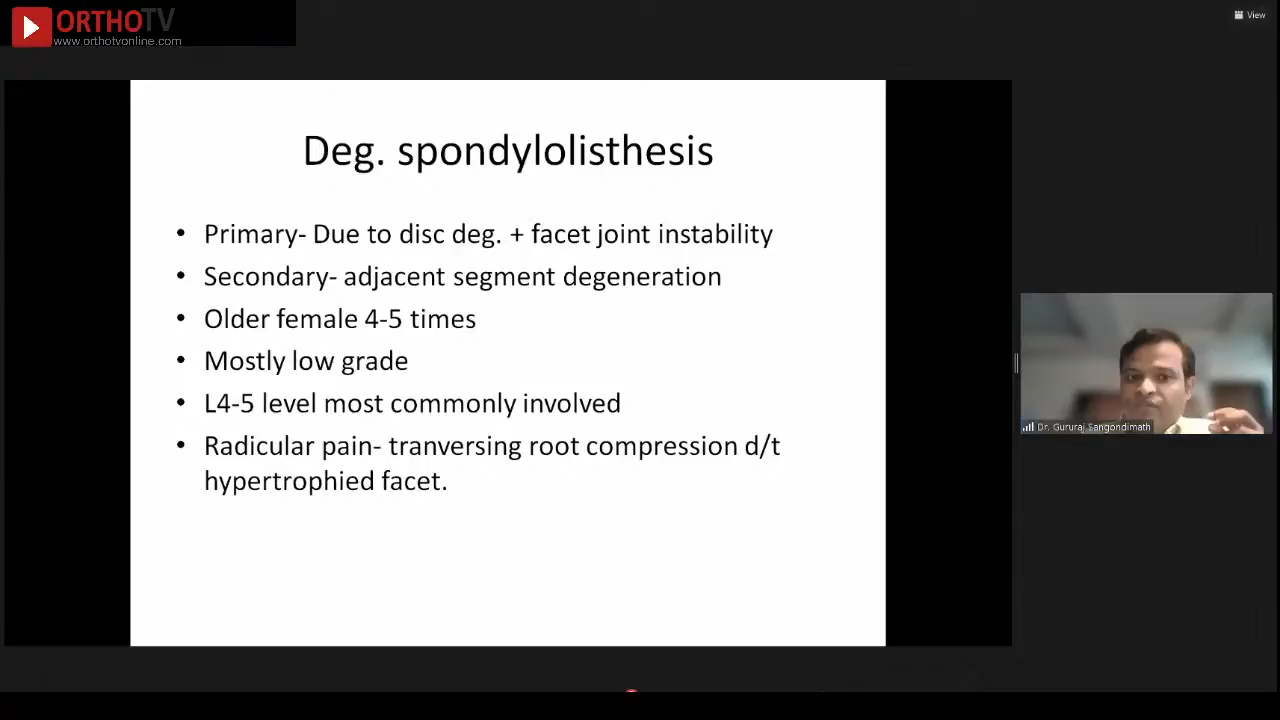 ORTHOTV
www.orthotvonline.com
View
Deg. spondylolisthesis
• Primary- Due to disc deg. + facet joint instability
• Secondary- adjacent segment degeneration
• Older female 4-5 times
• Mostly low grade
• L4-5 level most commonly involved
• Radicular pain- tranversing root compression d/t
hypertrophied facet.
Dr. Gururaj Sangondimath